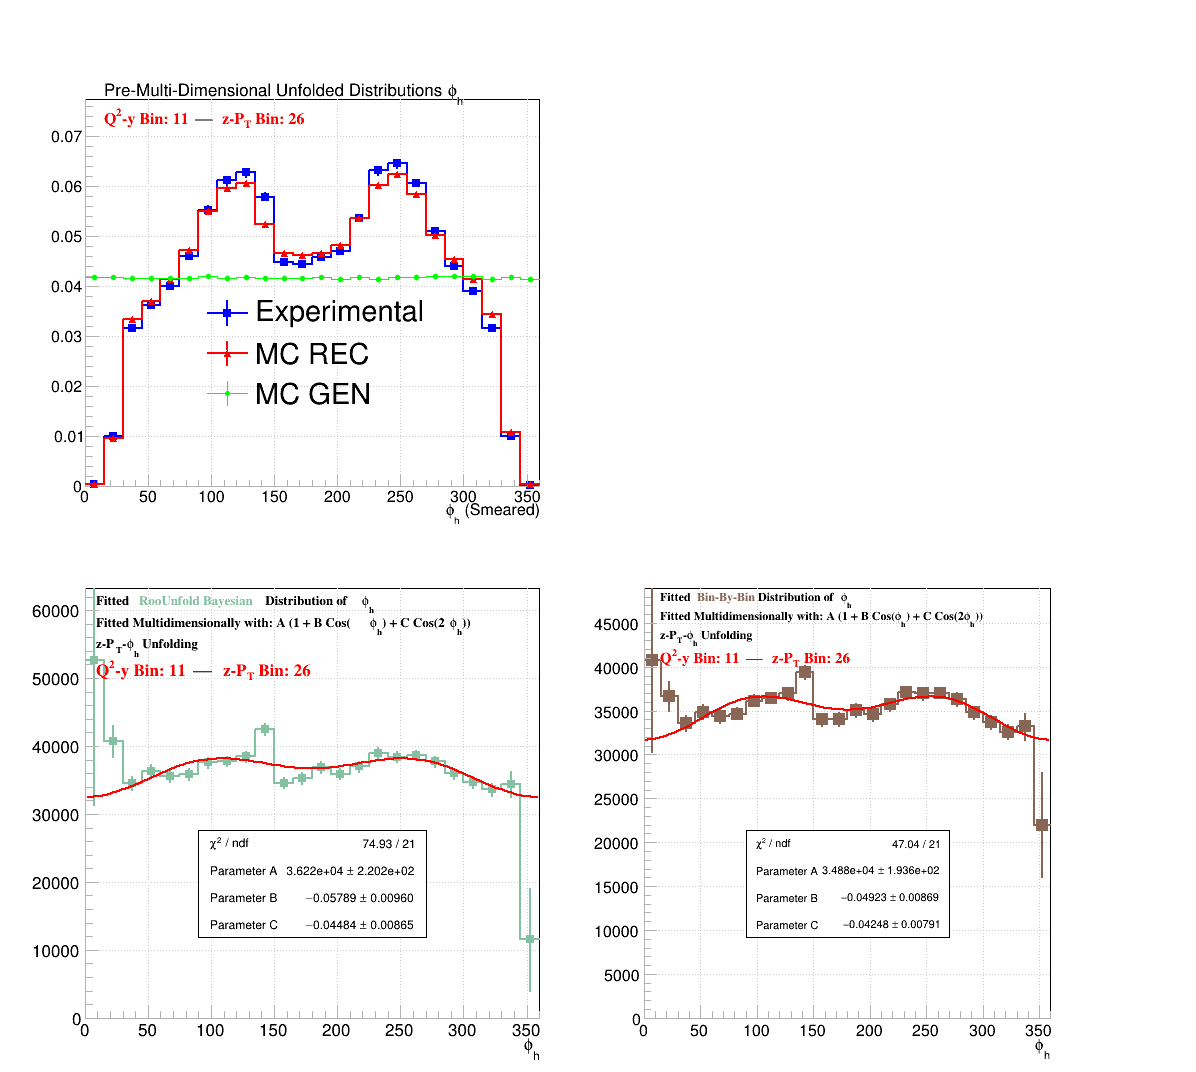 Pre-Multi-Dimensional Unfolded Distributions ϕh
Q²-y Bin: 11 — z-PT Bin: 26
0.07
0.06
0.05
0.04
0.03
0.02
0.01
0
Experimental
MC REC
MC GEN
0 50 100 150 200 250 300 350
ϕh (Smeared)
Fitted RooUnfold Bayesian Distribution of ϕh
Fitted Multidimensionally with: A (1 + B Cos( ϕh) + C Cos(2 ϕh))
z-PT-ϕh Unfolding
Q²-y Bin: 11 — z-PT Bin: 26
60000
50000
40000
30000
20000
10000
0
χ² / ndf 74.93 / 21
Parameter A 3.622e+04 ± 2.202e+02
Parameter B −0.05789 ± 0.00960
Parameter C −0.04484 ± 0.00865
0 50 100 150 200 250 300 350
ϕh
Fitted Bin-By-Bin Distribution of ϕh
Fitted Multidimensionally with: A (1 + B Cos(ϕh) + C Cos(2ϕh))
z-PT-ϕh Unfolding
Q²-y Bin: 11 — z-PT Bin: 26
45000
40000
35000
30000
25000
20000
15000
10000
5000
0
χ² / ndf 47.04 / 21
Parameter A 3.488e+04 ± 1.936e+02
Parameter B −0.04923 ± 0.00869
Parameter C −0.04248 ± 0.00791
0 50 100 150 200 250 300 350
ϕh